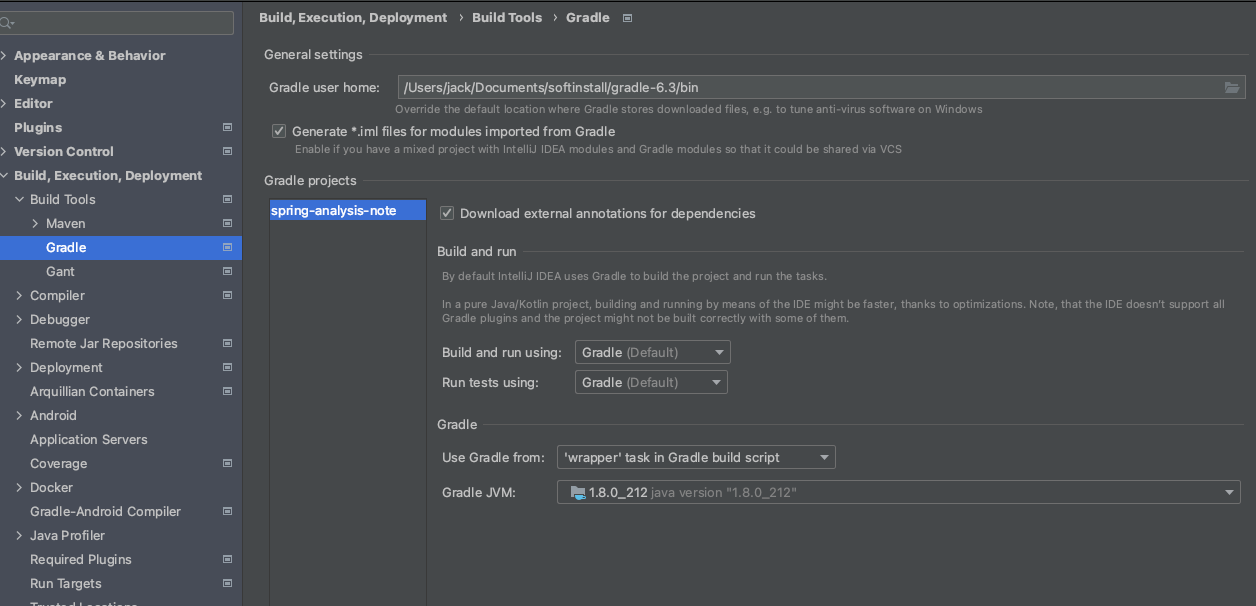 Appearance & Behavior
Keymap
Editor
Plugins
Version Control
Build, Execution, Deployment
Build Tools
Maven
Gradle
Gant
Compiler
Debugger
Remote Jar Repositories
Deployment
Arquillian Containers
Android
Application Servers
Coverage
Docker
Gradle-Android Compiler
Java Profiler
Required Plugins
Run Targets
Trusted Locations
Build, Execution, Deployment › Build Tools › Gradle
General settings
Gradle user home: /Users/jack/Documents/softinstall/gradle-6.3/bin
Override the default location where Gradle stores downloaded files, e.g. to tune anti-virus software on Windows
Generate *.iml files for modules imported from Gradle
Enable if you have a mixed project with IntelliJ IDEA modules and Gradle modules so that it could be shared via VCS
Gradle projects
spring-analysis-note
Download external annotations for dependencies
Build and run
By default IntelliJ IDEA uses Gradle to build the project and run the tasks.
In a pure Java/Kotlin project, building and running by means of the IDE might be faster, thanks to optimizations. Note, that the IDE doesn't support all
Gradle plugins and the project might not be built correctly with some of them.
Build and run using: Gradle (Default)
Run tests using: Gradle (Default)
Gradle
Use Gradle from: 'wrapper' task in Gradle build script
Gradle JVM: 1.8.0_212 java version "1.8.0_212"